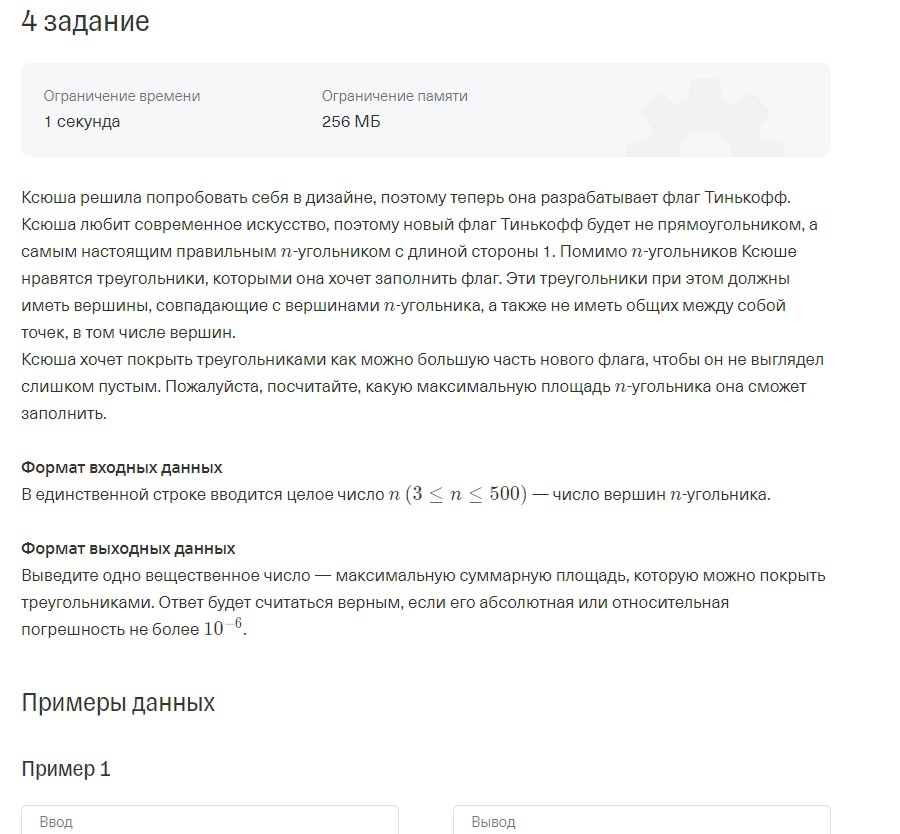 4 задание
Ограничение времени
Ограничение памяти
1 секунда
256 МБ
Ксюша решила попробовать себя в дизайне, поэтому теперь она разрабатывает флаг Тинькофф.
Ксюша любит современное искусство, поэтому новый флаг Тинькофф будет не прямоугольником, а
самым настоящим правильным n-угольником с длиной стороны 1. Помимо n-угольников Ксюше
нравятся треугольники, которыми она хочет заполнить флаг. Эти треугольники при этом должны
иметь вершины, совпадающие с вершинами n-угольника, а также не иметь общих между собой
точек, в том числе вершин.
Ксюша хочет покрыть треугольниками как можно большую часть нового флага, чтобы он не выглядел
слишком пустым. Пожалуйста, посчитайте, какую максимальную площадь n-угольника она сможет
заполнить.
Формат входных данных
В единственной строке вводится целое число n (3 ≤ n ≤ 500) — число вершин n-угольника.
Формат выходных данных
Выведите одно вещественное число — максимальную суммарную площадь, которую можно покрыть
треугольниками. Ответ будет считаться верным, если его абсолютная или относительная
погрешность не более 10⁻⁶.
Примеры данных
Пример 1
Ввод
Вывод